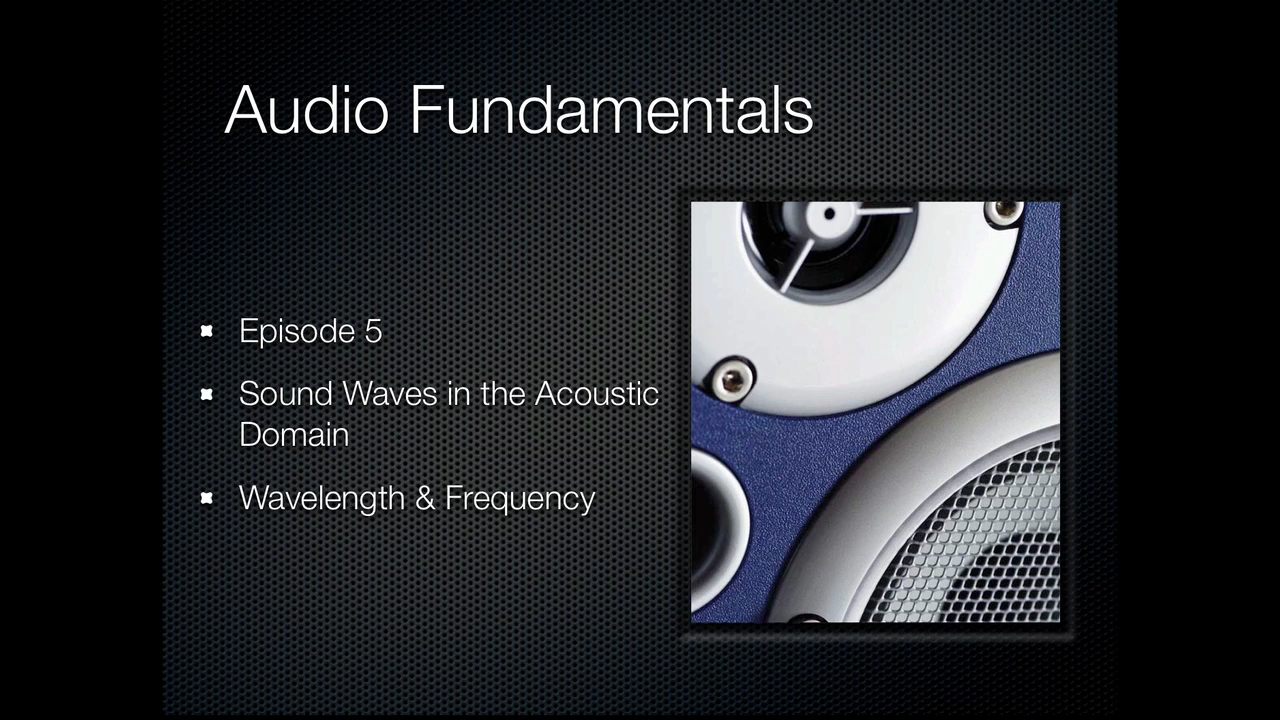 Audio Fundamentals
Episode 5
Sound Waves in the Acoustic
Domain
Wavelength & Frequency